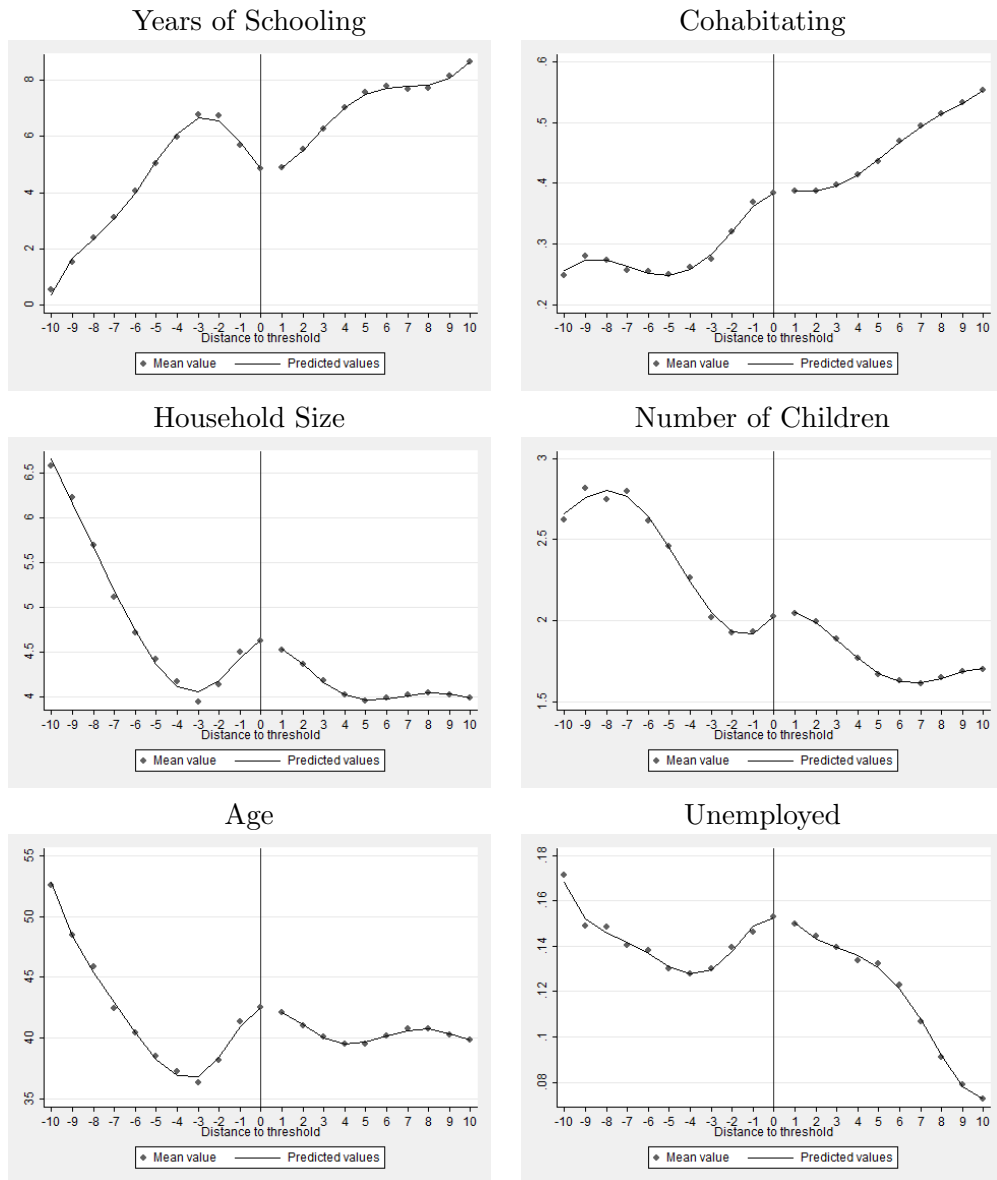 Years of Schooling
8
6
4
2
0
-10 -9 -8 -7 -6 -5 -4 -3 -2 -1 0 1 2 3 4 5 6 7 8 9 10
Distance to threshold
Mean value Predicted values
Cohabitating
.6
.5
.4
.3
.2
-10 -9 -8 -7 -6 -5 -4 -3 -2 -1 0 1 2 3 4 5 6 7 8 9 10
Distance to threshold
Mean value Predicted values
Household Size
6.5
6
5.5
5
4.5
4
-10 -9 -8 -7 -6 -5 -4 -3 -2 -1 0 1 2 3 4 5 6 7 8 9 10
Distance to threshold
Mean value Predicted values
Number of Children
3
2.5
2
1.5
-10 -9 -8 -7 -6 -5 -4 -3 -2 -1 0 1 2 3 4 5 6 7 8 9 10
Distance to threshold
Mean value Predicted values
Age
55
50
45
40
35
-10 -9 -8 -7 -6 -5 -4 -3 -2 -1 0 1 2 3 4 5 6 7 8 9 10
Distance to threshold
Mean value Predicted values
Unemployed
.18
.16
.14
.12
.1
.08
-10 -9 -8 -7 -6 -5 -4 -3 -2 -1 0 1 2 3 4 5 6 7 8 9 10
Distance to threshold
Mean value Predicted values